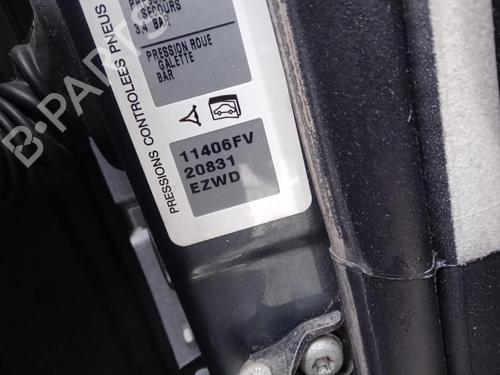 SECOURS
3,4 BAR
PRESSION ROUE
GALETTE
BAR
PRESSIONS CONTROLEES PNEUS
11406FV
20831
EZWD
B-PARTS